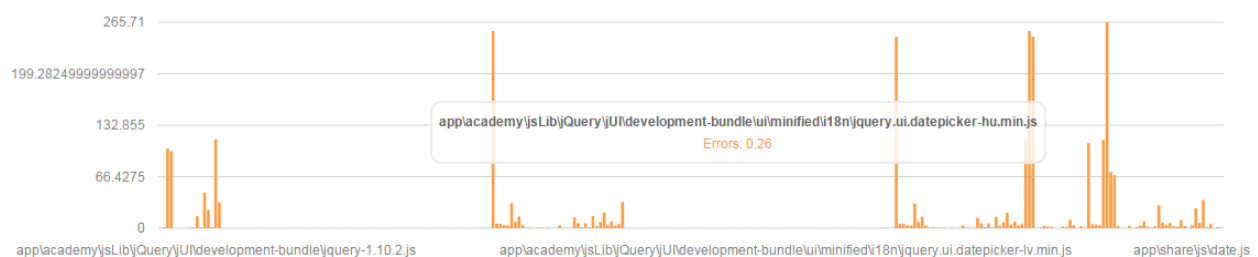 265.71
199.28249999999997
132.855
66.4275
0
app\academy\jsLib\jQuery\jUI\development-bundle\ui\minified\i18n\jquery.ui.datepicker-hu.min.js
Errors: 0.26
app\academy\jsLib\jQuery\jUI\development-bundle\jquery-1.10.2.js
app\academy\jsLib\jQuery\jUI\development-bundle\ui\minified\i18n\jquery.ui.datepicker-lv.min.js
app\share\js\date.js